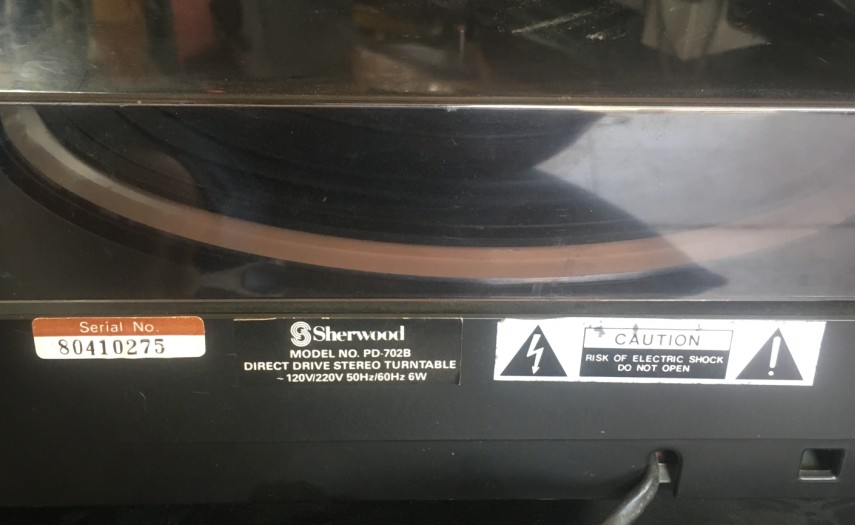 Serial No.
80410275
Sherwood
MODEL NO. PD-702B
DIRECT DRIVE STEREO TURNTABLE
~ 120V/220V 50Hz/60Hz 6W
CAUTION
RISK OF ELECTRIC SHOCK
DO NOT OPEN